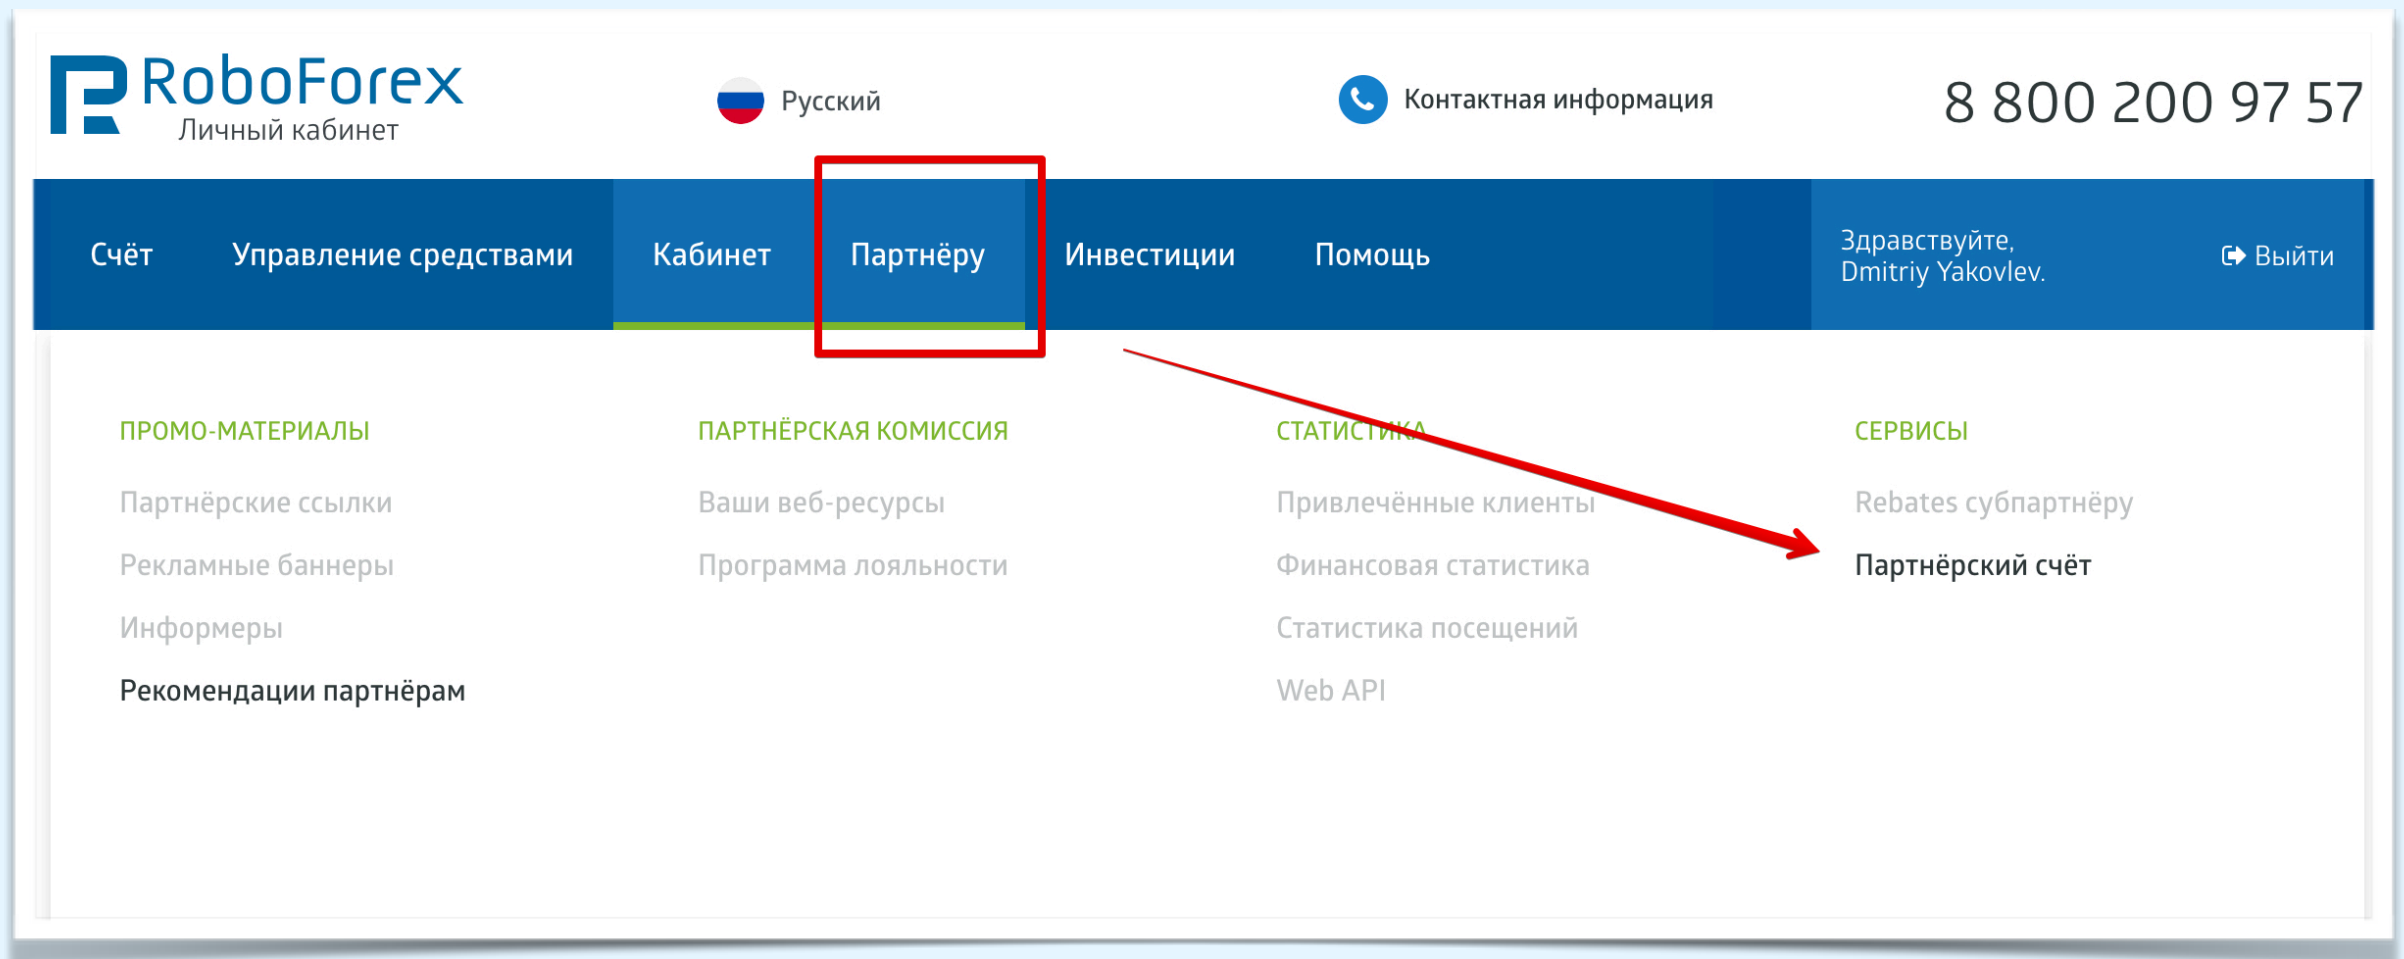 RoboForex
Личный кабинет
Русский
Контактная информация
8 800 200 97 57
Счёт
Управление средствами
Кабинет
Партнёру
Инвестиции
Помощь
Здравствуйте,
Dmitriy Yakovlev.
Выйти
ПРОМО-МАТЕРИАЛЫ
Партнёрские ссылки
Рекламные баннеры
Информеры
Рекомендации партнёрам
ПАРТНЁРСКАЯ КОМИССИЯ
Ваши веб-ресурсы
Программа лояльности
СТАТИСТИКА
Привлечённые клиенты
Финансовая статистика
Статистика посещений
Web API
СЕРВИСЫ
Rebates субпартнёру
Партнёрский счёт